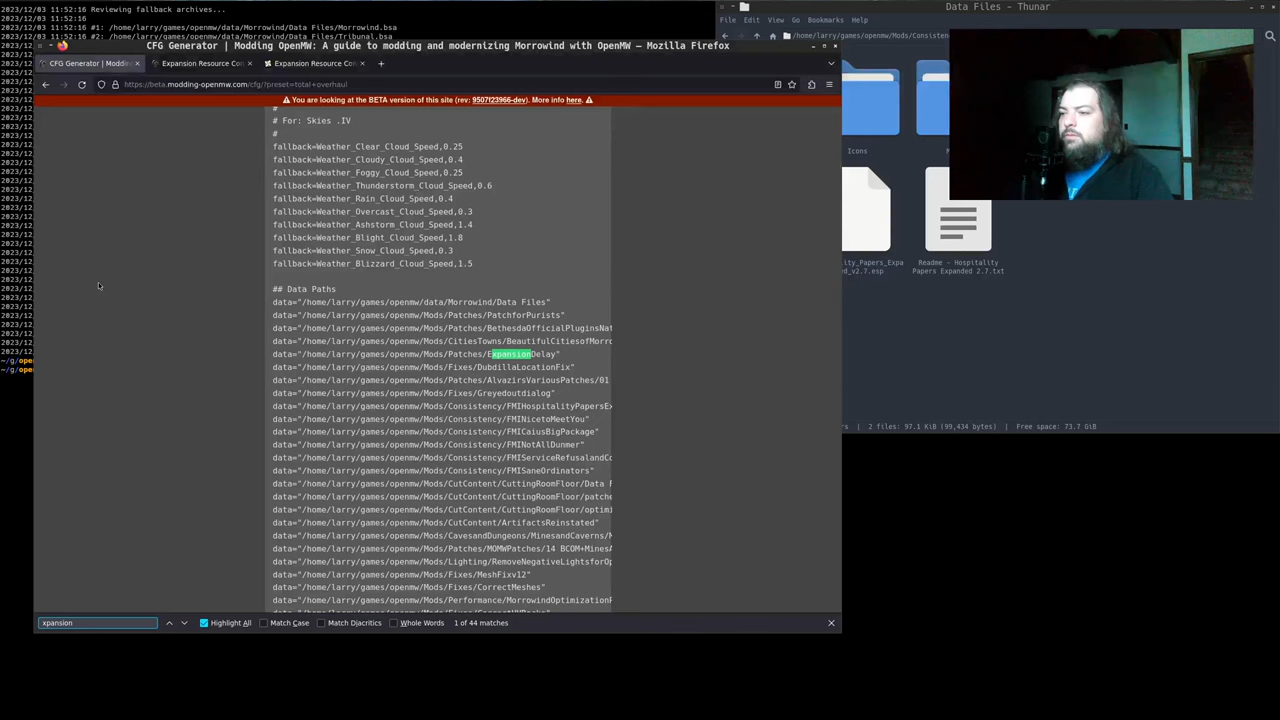 2023/12/03 11:52:16 Reviewing fallback archives...
2023/12/03 11:52:16
2023/12/03 11:52:16 #1: /home/larry/games/openmw/data/Morrowind/Data Files/Morrowind.bsa
2023/12/03 11:52:16 #2: /home/larry/games/openmw/data/Morrowind/Data Files/Tribunal.bsa
CFG Generator | Modding OpenMW: A guide to modding and modernizing Morrowind with OpenMW — Mozilla Firefox
CFG Generator | Modding
Expansion Resource Con
Expansion Resource Con
https://beta.modding-openmw.com/cfg/?preset=total-overhaul
You are looking at the BETA version of this site (rev: 9507f23966-dev). More info here.
#
# For: Skies .IV
#
fallback=Weather_Clear_Cloud_Speed,0.25
fallback=Weather_Cloudy_Cloud_Speed,0.4
fallback=Weather_Foggy_Cloud_Speed,0.25
fallback=Weather_Thunderstorm_Cloud_Speed,0.6
fallback=Weather_Rain_Cloud_Speed,0.4
fallback=Weather_Overcast_Cloud_Speed,0.3
fallback=Weather_Ashstorm_Cloud_Speed,1.4
fallback=Weather_Blight_Cloud_Speed,1.8
fallback=Weather_Snow_Cloud_Speed,0.3
fallback=Weather_Blizzard_Cloud_Speed,1.5
## Data Paths
data="/home/larry/games/openmw/data/Morrowind/Data Files"
data="/home/larry/games/openmw/Mods/Patches/PatchforPurists"
data="/home/larry/games/openmw/Mods/Patches/BethesdaOfficialPluginsNat
data="/home/larry/games/openmw/Mods/CitiesTowns/BeautifulCitiesofMorro
data="/home/larry/games/openmw/Mods/Patches/ExpansionDelay"
data="/home/larry/games/openmw/Mods/Fixes/DubdillaLocationFix"
data="/home/larry/games/openmw/Mods/Patches/AlvazirsVariousPatches/01
data="/home/larry/games/openmw/Mods/Fixes/Greyedoutdialog"
data="/home/larry/games/openmw/Mods/Consistency/FMIHospitalityPapersEx
data="/home/larry/games/openmw/Mods/Consistency/FMINicetoMeetYou"
data="/home/larry/games/openmw/Mods/Consistency/FMICaiusBigPackage"
data="/home/larry/games/openmw/Mods/Consistency/FMINotAllDunmer"
data="/home/larry/games/openmw/Mods/Consistency/FMIServiceRefusalandCo
data="/home/larry/games/openmw/Mods/Consistency/FMISaneOrdinators"
data="/home/larry/games/openmw/Mods/CutContent/CuttingRoomFloor/Data F
data="/home/larry/games/openmw/Mods/CutContent/CuttingRoomFloor/patche
data="/home/larry/games/openmw/Mods/CutContent/CuttingRoomFloor/optimi
data="/home/larry/games/openmw/Mods/CutContent/ArtifactsReinstated"
data="/home/larry/games/openmw/Mods/CavesandDungeons/MinesandCaverns/M
data="/home/larry/games/openmw/Mods/Patches/MOMWPatches/14 BCOM+MinesA
data="/home/larry/games/openmw/Mods/Lighting/RemoveNegativeLightsforOp
data="/home/larry/games/openmw/Mods/Fixes/MeshFixv12"
data="/home/larry/games/openmw/Mods/Fixes/CorrectMeshes"
data="/home/larry/games/openmw/Mods/Performance/MorrowindOptimizationP
xpansion
Highlight All
Match Case
Match Diacritics
Whole Words
1 of 44 matches
~/g/ope
~/g/ope
Data Files - Thunar
File Edit View Go Bookmarks Help
/home/larry/games/openmw/Mods/Consisten
Icons
lity_Papers_Expa
d_v2.7.esp
Readme - Hospitality
Papers Expanded 2.7.txt
rs | 2 files: 97.1 KiB (99,434 bytes) | Free space: 73.7 GiB